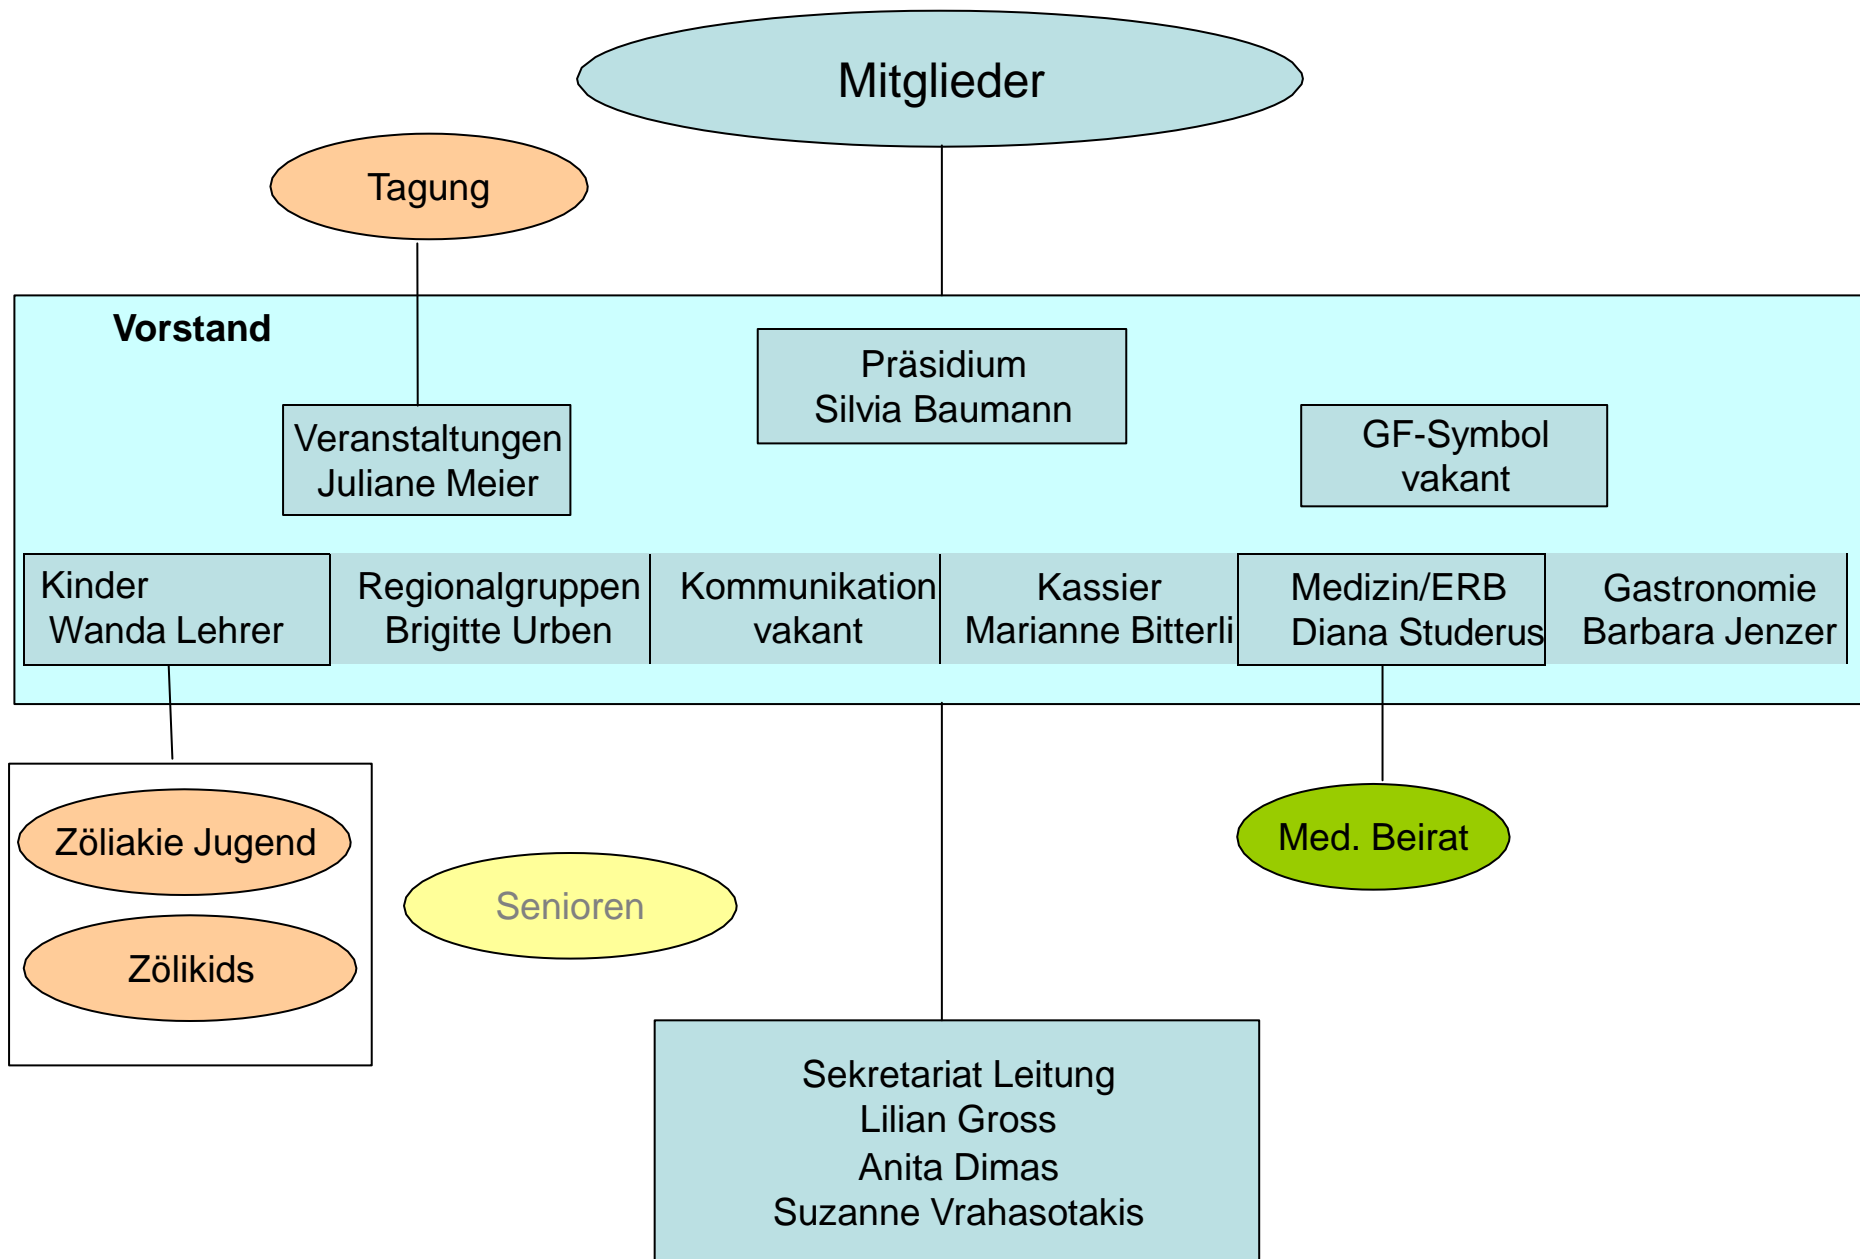 Mitglieder
Tagung
Vorstand
Präsidium
Silvia Baumann
Veranstaltungen
Juliane Meier
GF-Symbol
vakant
Kinder
Wanda Lehrer
Regionalgruppen
Brigitte Urben
Kommunikation
vakant
Kassier
Marianne Bitterli
Medizin/ERB
Diana Studerus
Gastronomie
Barbara Jenzer
Zöliakie Jugend
Zölikids
Senioren
Med. Beirat
Sekretariat Leitung
Lilian Gross
Anita Dimas
Suzanne Vrahasotakis